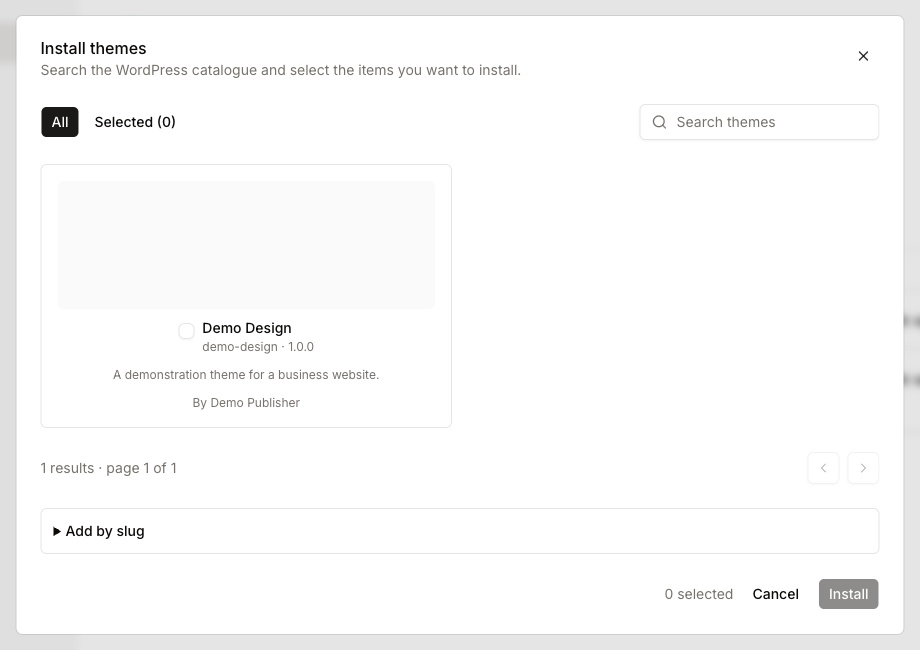 Install themes
Search the WordPress catalogue and select the items you want to install.
All
Selected (0)
Search themes
Demo Design
demo-design · 1.0.0
A demonstration theme for a business website.
By Demo Publisher
1 results · page 1 of 1
Add by slug
0 selected
Cancel
Install